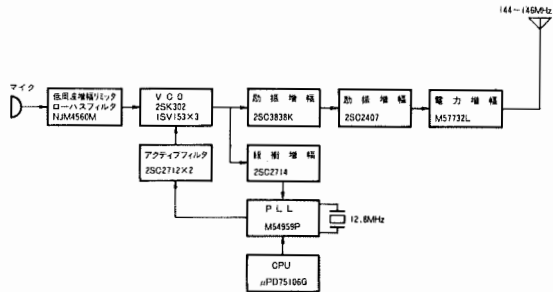 144～146MHz
マイク
低周波増幅リミッタ
ローパスフィルタ
NJM4560M
VCO
2SK302
1SV153×3
励振増幅
2SC3838K
励振増幅
2SC2407
電力増幅
M57732L
アクティブフィルタ
2SC2712×2
緩衝増幅
2SC2714
PLL
M54959P
12.8MHz
CPU
μPD75106G